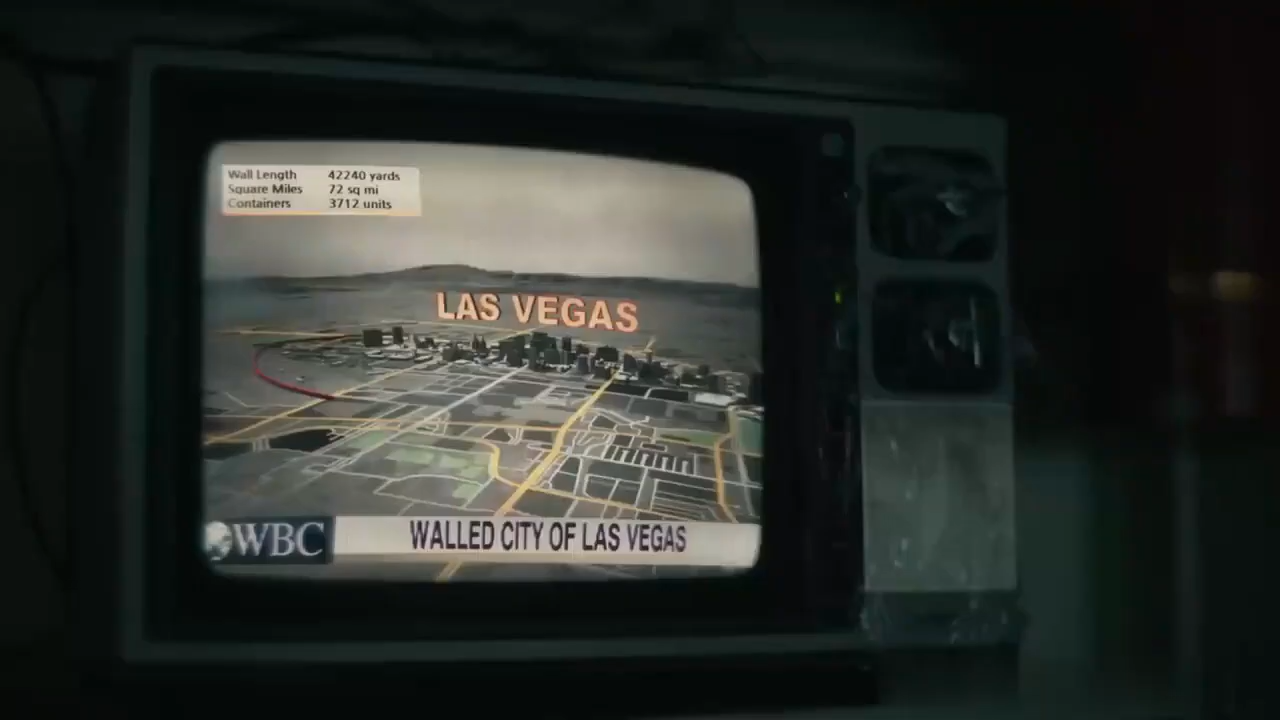 Wall Length 42240 yards
Square Miles 72 sq mi
Containers 3712 units
LAS VEGAS
WBC WALLED CITY OF LAS VEGAS